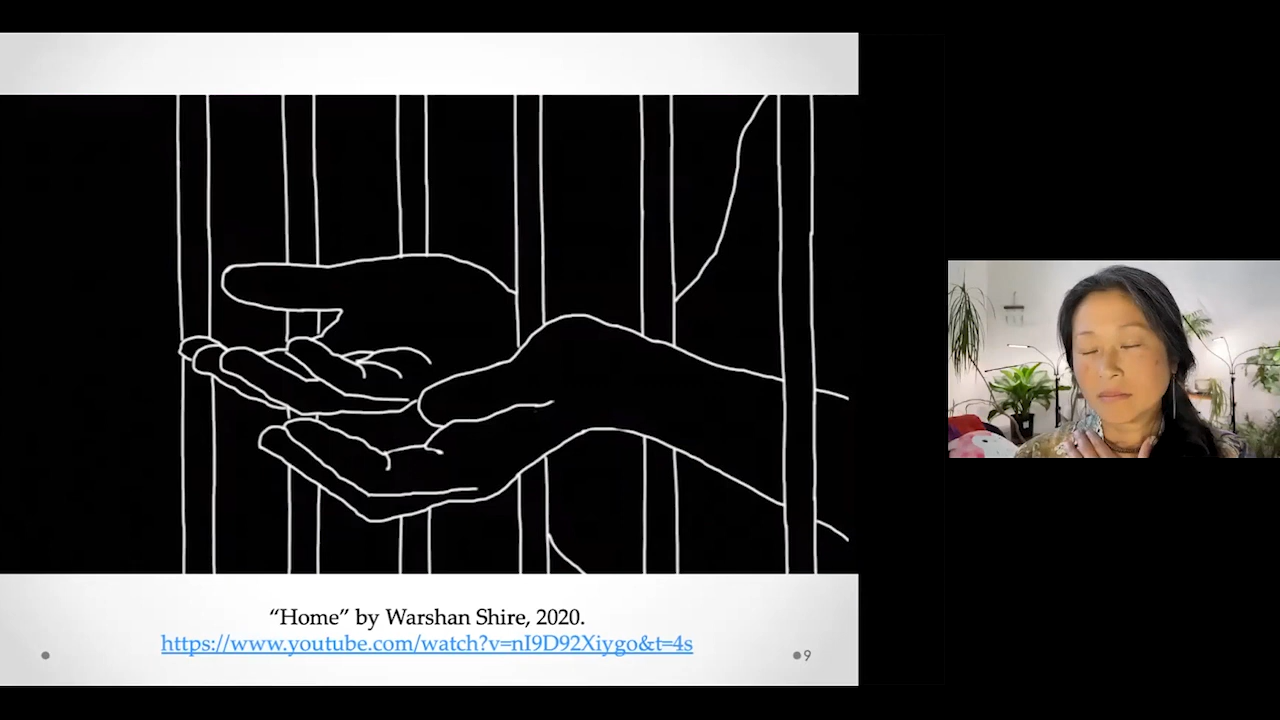 “Home” by Warshan Shire, 2020.
https://www.youtube.com/watch?v=nI9D92Xiygo&t=4s
9